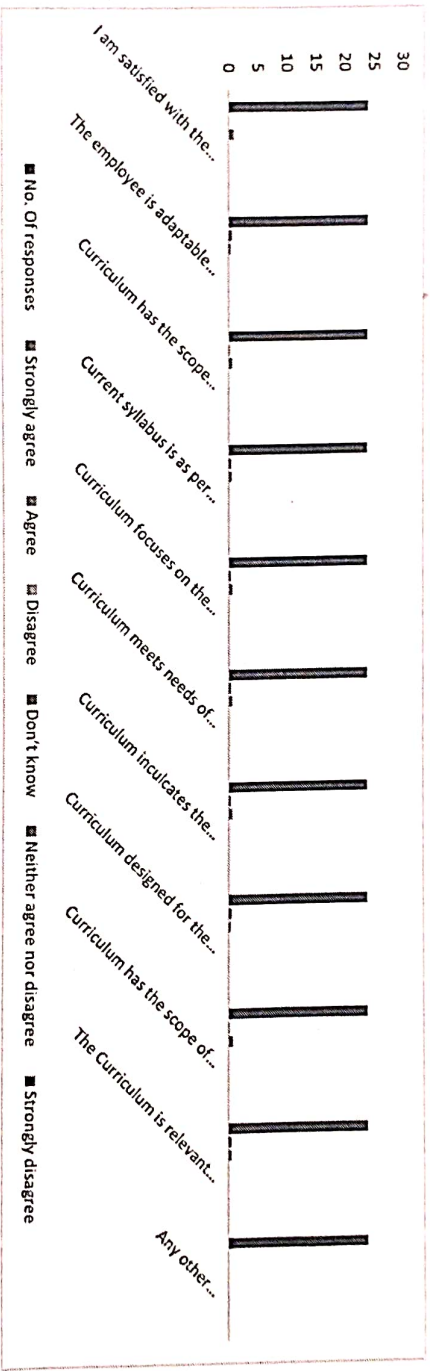 30
25
20
15
10
5
0
I am satisfied with the...
The employee is adaptable...
Curriculum has the scope...
Current syllabus is as per...
Curriculum focuses on the...
Curriculum meets needs of...
Curriculum inculcates the...
Curriculum designed for the...
Curriculum has the scope of...
The Curriculum is relevant...
Any other...
No. Of responses Strongly agree Agree Disagree Don't know Neither agree nor disagree Strongly disagree